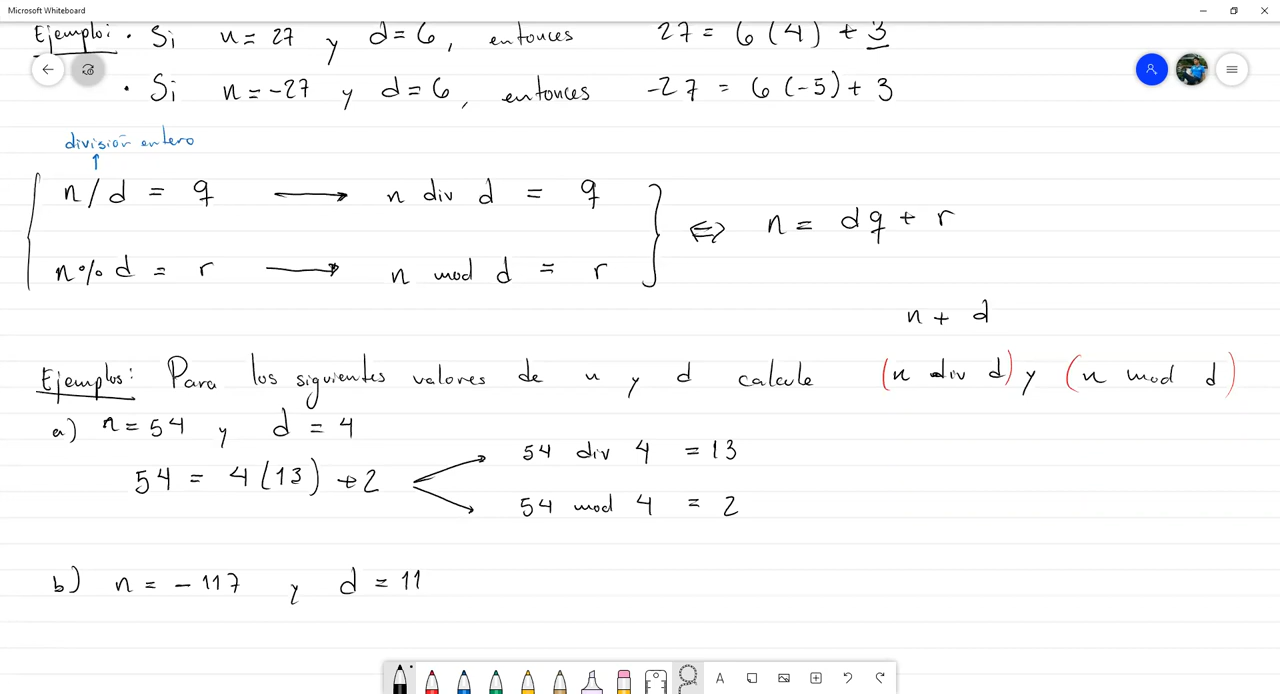 Microsoft Whiteboard
Ejemplo: • Si n = 27 y d = 6, entonces 27 = 6(4) + 3
• Si n = -27 y d = 6, entonces -27 = 6(-5) + 3
división entero
n/d = q ⟶ n div d = q
n = dq + r
n%d = r ⟶ n mod d = r
⇔
n + d
Ejemplos: Para los siguientes valores de n y d calcule (n div d) y (n mod d)
a) n = 54 y d = 4
54 = 4(13) + 2
54 div 4 = 13
54 mod 4 = 2
b) n = -117 y d = 11
A